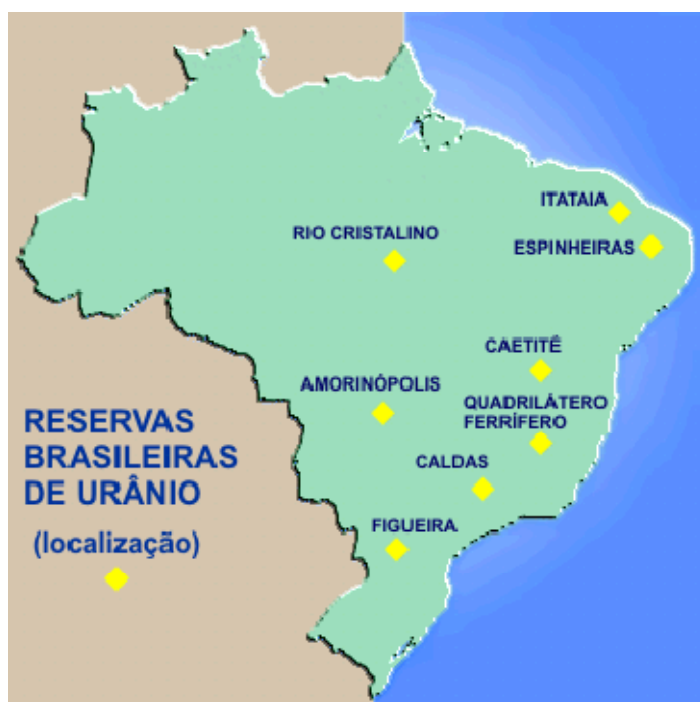 ITATAIA
RIO CRISTALINO
ESPINHEIRAS
CAETITÉ
AMORINÓPOLIS
QUADRILÁTERO
FERRÍFERO
CALDAS
FIGUEIRA
RESERVAS
BRASILEIRAS
DE URÂNIO
(localização)